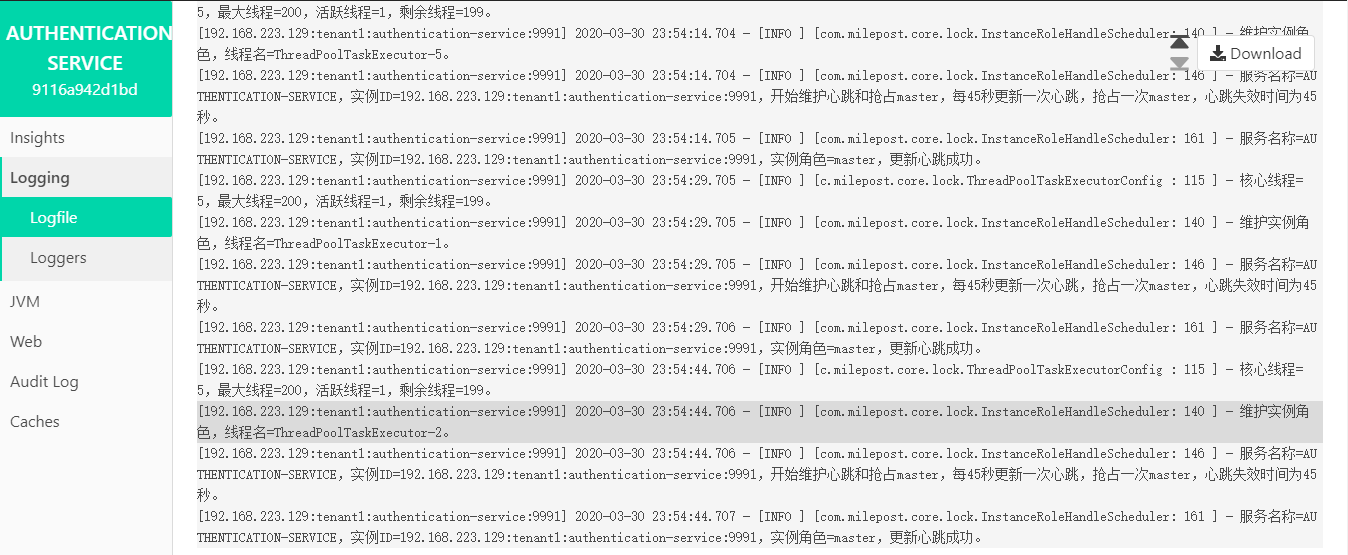 AUTHENTICATION
SERVICE
9116a942d1bd
Insights
Logging
Logfile
Loggers
JVM
Web
Audit Log
Caches
Download
5，最大线程=200，活跃线程=1，剩余线程=199。
[192.168.223.129:tenant1:authentication-service:9991] 2020-03-30 23:54:14.704 - [INFO ] [com.milepost.core.lock.InstanceRoleHandleScheduler: 140 ] - 维护实例角
色，线程名=ThreadPoolTaskExecutor-5。
[192.168.223.129:tenant1:authentication-service:9991] 2020-03-30 23:54:14.704 - [INFO ] [com.milepost.core.lock.InstanceRoleHandleScheduler: 146 ] - 服务名称=AU
THENTICATION-SERVICE，实例ID=192.168.223.129:tenant1:authentication-service:9991，开始维护心跳和抢占master，每45秒更新一次心跳，抢占一次master，心跳失效时间为45
秒。
[192.168.223.129:tenant1:authentication-service:9991] 2020-03-30 23:54:14.705 - [INFO ] [com.milepost.core.lock.InstanceRoleHandleScheduler: 161 ] - 服务名称=AU
THENTICATION-SERVICE，实例ID=192.168.223.129:tenant1:authentication-service:9991，实例角色=master，更新心跳成功。
[192.168.223.129:tenant1:authentication-service:9991] 2020-03-30 23:54:29.705 - [INFO ] [c.milepost.core.lock.ThreadPoolTaskExecutorConfig : 115 ] - 核心线程=
5，最大线程=200，活跃线程=1，剩余线程=199。
[192.168.223.129:tenant1:authentication-service:9991] 2020-03-30 23:54:29.705 - [INFO ] [com.milepost.core.lock.InstanceRoleHandleScheduler: 140 ] - 维护实例角
色，线程名=ThreadPoolTaskExecutor-1。
[192.168.223.129:tenant1:authentication-service:9991] 2020-03-30 23:54:29.705 - [INFO ] [com.milepost.core.lock.InstanceRoleHandleScheduler: 146 ] - 服务名称=AU
THENTICATION-SERVICE，实例ID=192.168.223.129:tenant1:authentication-service:9991，开始维护心跳和抢占master，每45秒更新一次心跳，抢占一次master，心跳失效时间为45
秒。
[192.168.223.129:tenant1:authentication-service:9991] 2020-03-30 23:54:29.706 - [INFO ] [com.milepost.core.lock.InstanceRoleHandleScheduler: 161 ] - 服务名称=AU
THENTICATION-SERVICE，实例ID=192.168.223.129:tenant1:authentication-service:9991，实例角色=master，更新心跳成功。
[192.168.223.129:tenant1:authentication-service:9991] 2020-03-30 23:54:44.706 - [INFO ] [c.milepost.core.lock.ThreadPoolTaskExecutorConfig : 115 ] - 核心线程=
5，最大线程=200，活跃线程=1，剩余线程=199。
[192.168.223.129:tenant1:authentication-service:9991] 2020-03-30 23:54:44.706 - [INFO ] [com.milepost.core.lock.InstanceRoleHandleScheduler: 140 ] - 维护实例角
色，线程名=ThreadPoolTaskExecutor-2。
[192.168.223.129:tenant1:authentication-service:9991] 2020-03-30 23:54:44.706 - [INFO ] [com.milepost.core.lock.InstanceRoleHandleScheduler: 146 ] - 服务名称=AU
THENTICATION-SERVICE，实例ID=192.168.223.129:tenant1:authentication-service:9991，开始维护心跳和抢占master，每45秒更新一次心跳，抢占一次master，心跳失效时间为45
秒。
[192.168.223.129:tenant1:authentication-service:9991] 2020-03-30 23:54:44.707 - [INFO ] [com.milepost.core.lock.InstanceRoleHandleScheduler: 161 ] - 服务名称=AU
THENTICATION-SERVICE，实例ID=192.168.223.129:tenant1:authentication-service:9991，实例角色=master，更新心跳成功。